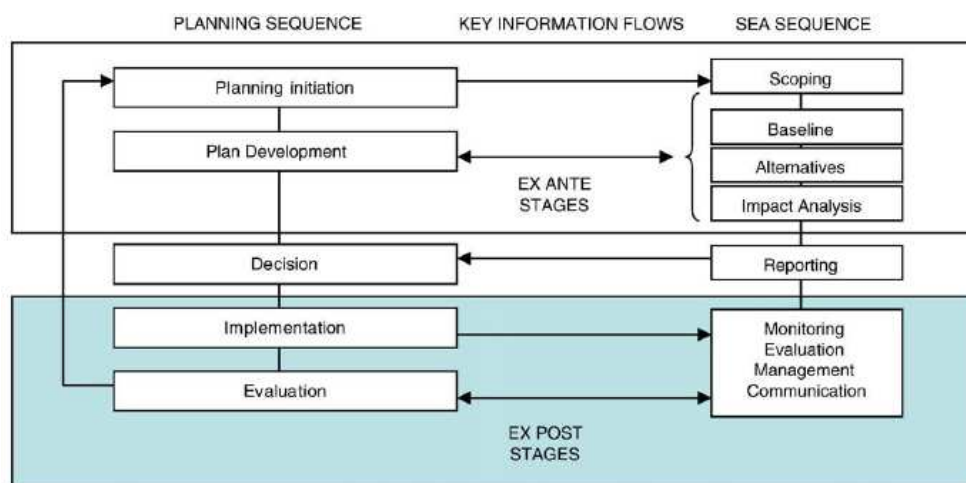 PLANNING SEQUENCE
KEY INFORMATION FLOWS
SEA SEQUENCE
Planning initiation
Scoping
Plan Development
Baseline
Alternatives
EX ANTE
STAGES
Impact Analysis
Decision
Reporting
Implementation
Monitoring
Evaluation
Management
Communication
Evaluation
EX POST
STAGES